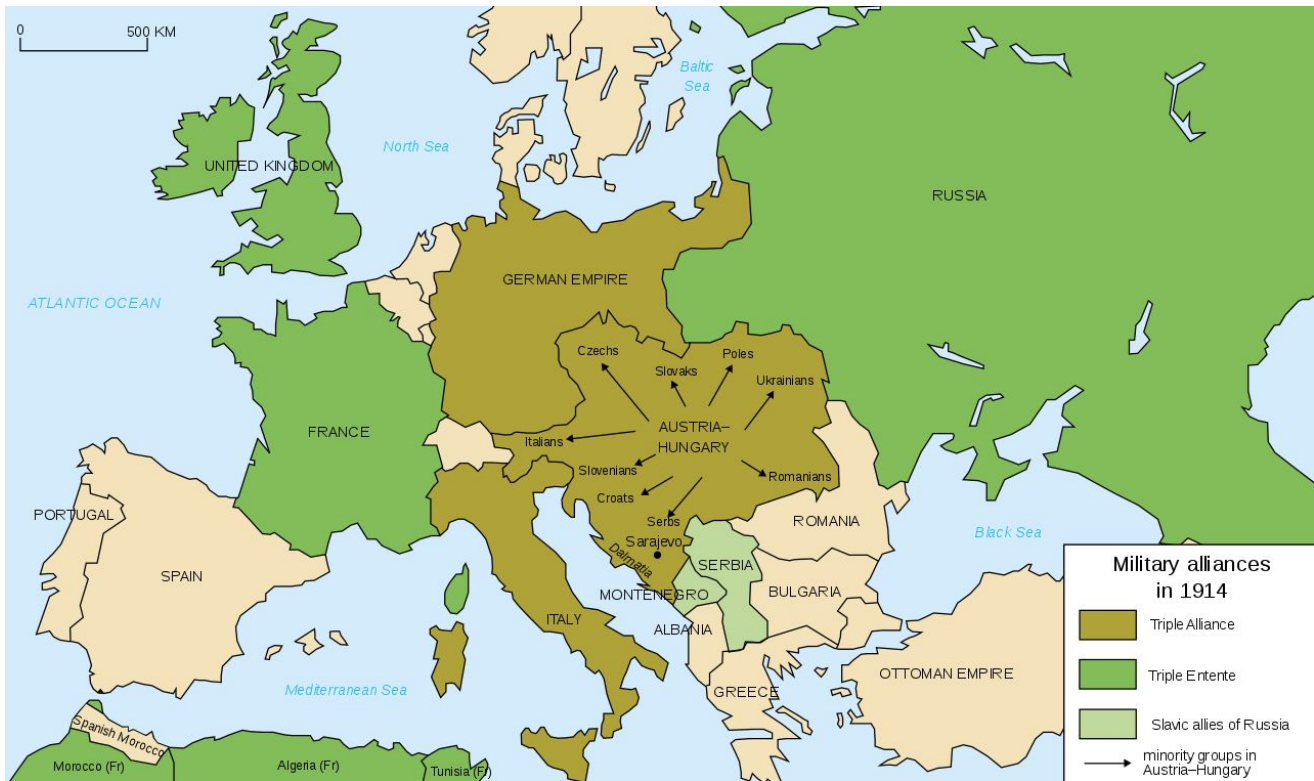 0
500 KM
Baltic
Sea
North Sea
UNITED KINGDOM
RUSSIA
GERMAN EMPIRE
ATLANTIC OCEAN
Czechs
Slovaks
Poles
Ukrainians
FRANCE
AUSTRIA–
HUNGARY
Italians
Slovenians
Romanians
Croats
Serbs
Sarajevo
Dalmatia
PORTUGAL
SPAIN
ROMANIA
Black Sea
SERBIA
MONTENEGRO
BULGARIA
ITALY
ALBANIA
Mediterranean Sea
GREECE
OTTOMAN EMPIRE
Spanish Morocco
Morocco (Fr)
Algeria (Fr)
Tunisia (Fr)
Military alliances
in 1914
Triple Alliance
Triple Entente
Slavic allies of Russia
minority groups in
Austria–Hungary